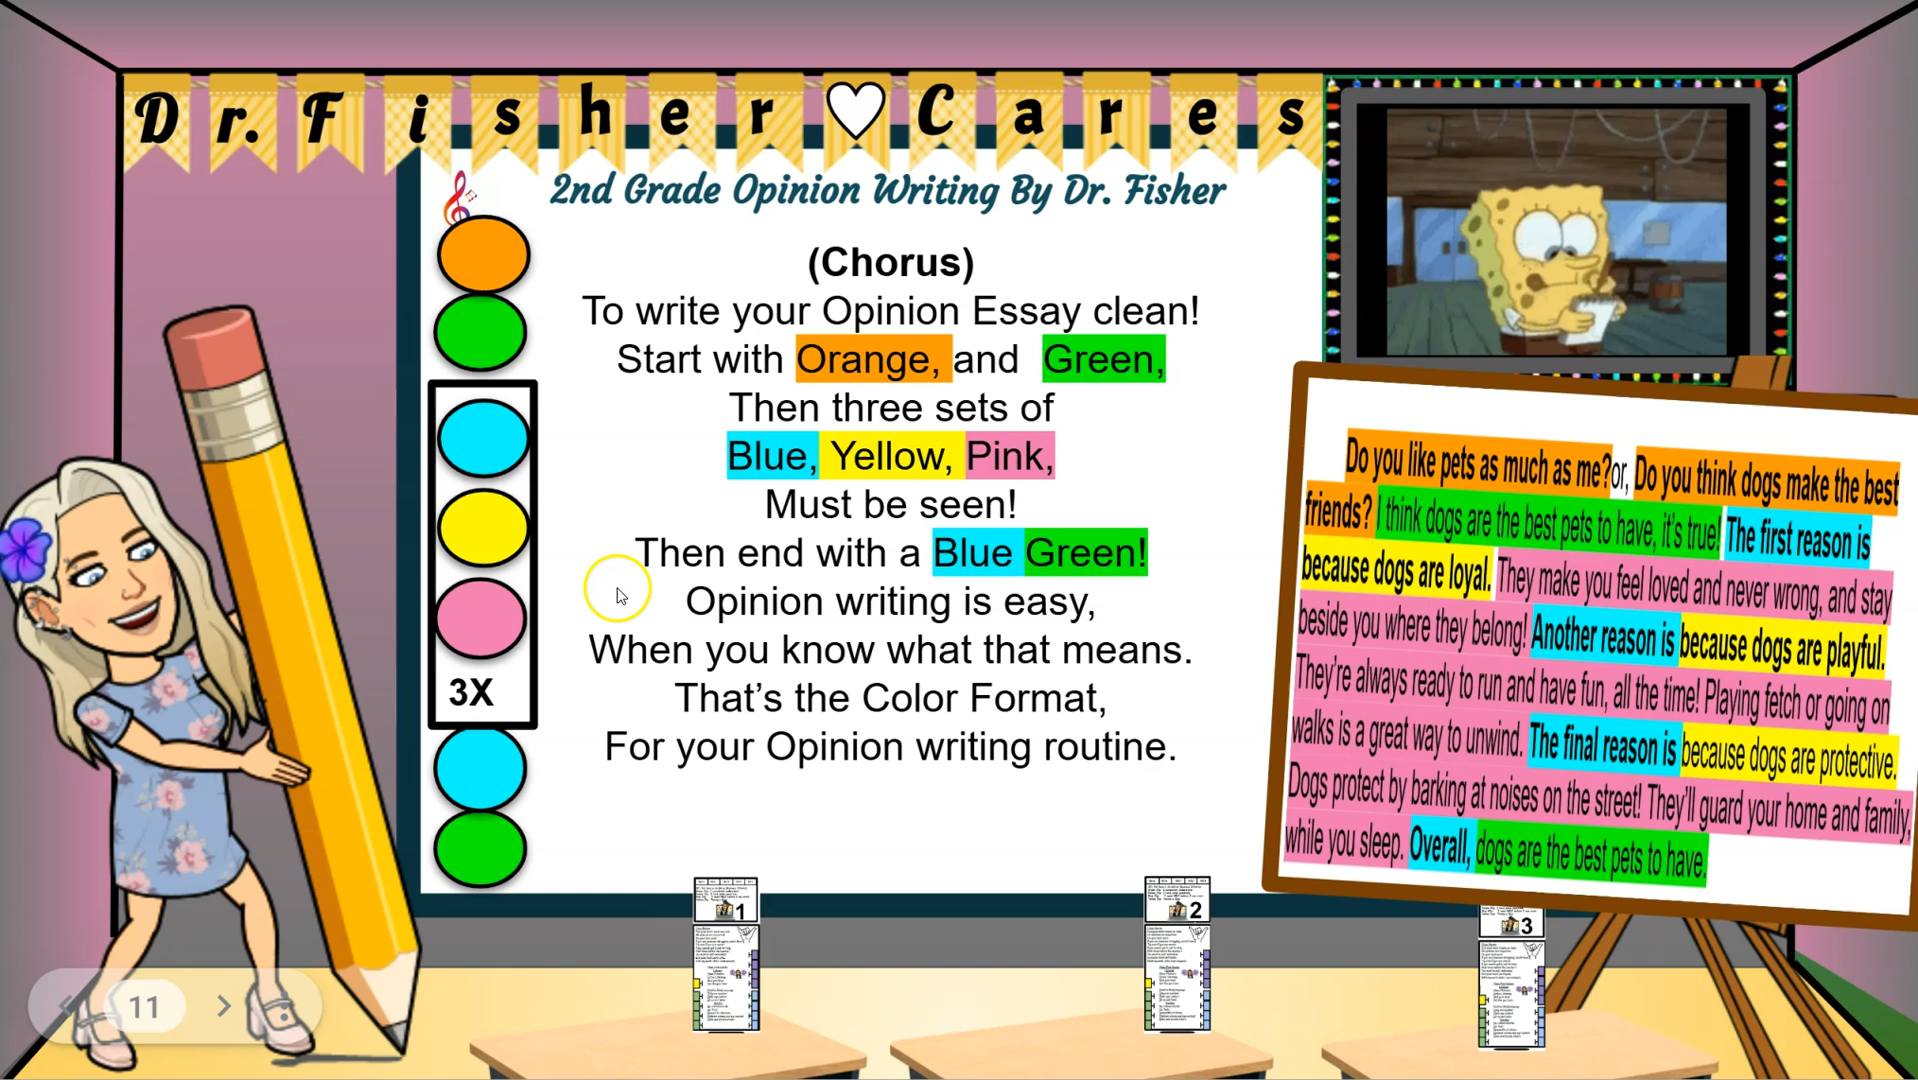 Dr. Fisher Cares
2nd Grade Opinion Writing By Dr. Fisher
(Chorus)
To write your Opinion Essay clean!
Start with Orange, and Green,
Then three sets of
Blue, Yellow, Pink,
Must be seen!
Then end with a Blue Green!
Opinion writing is easy,
When you know what that means.
That's the Color Format,
For your Opinion writing routine.
3X
Do you like pets as much as me?or, Do you think dogs make the best
friends? I think dogs are the best pets to have, it's true! The first reason is
because dogs are loyal. They make you feel loved and never wrong, and stay
beside you where they belong! Another reason is because dogs are playful.
They're always ready to run and have fun, all the time! Playing fetch or going on
walks is a great way to unwind. The final reason is because dogs are protective.
Dogs protect by barking at noises on the street! They'll guard your home and family,
while you sleep. Overall, dogs are the best pets to have.
1
2
3
11